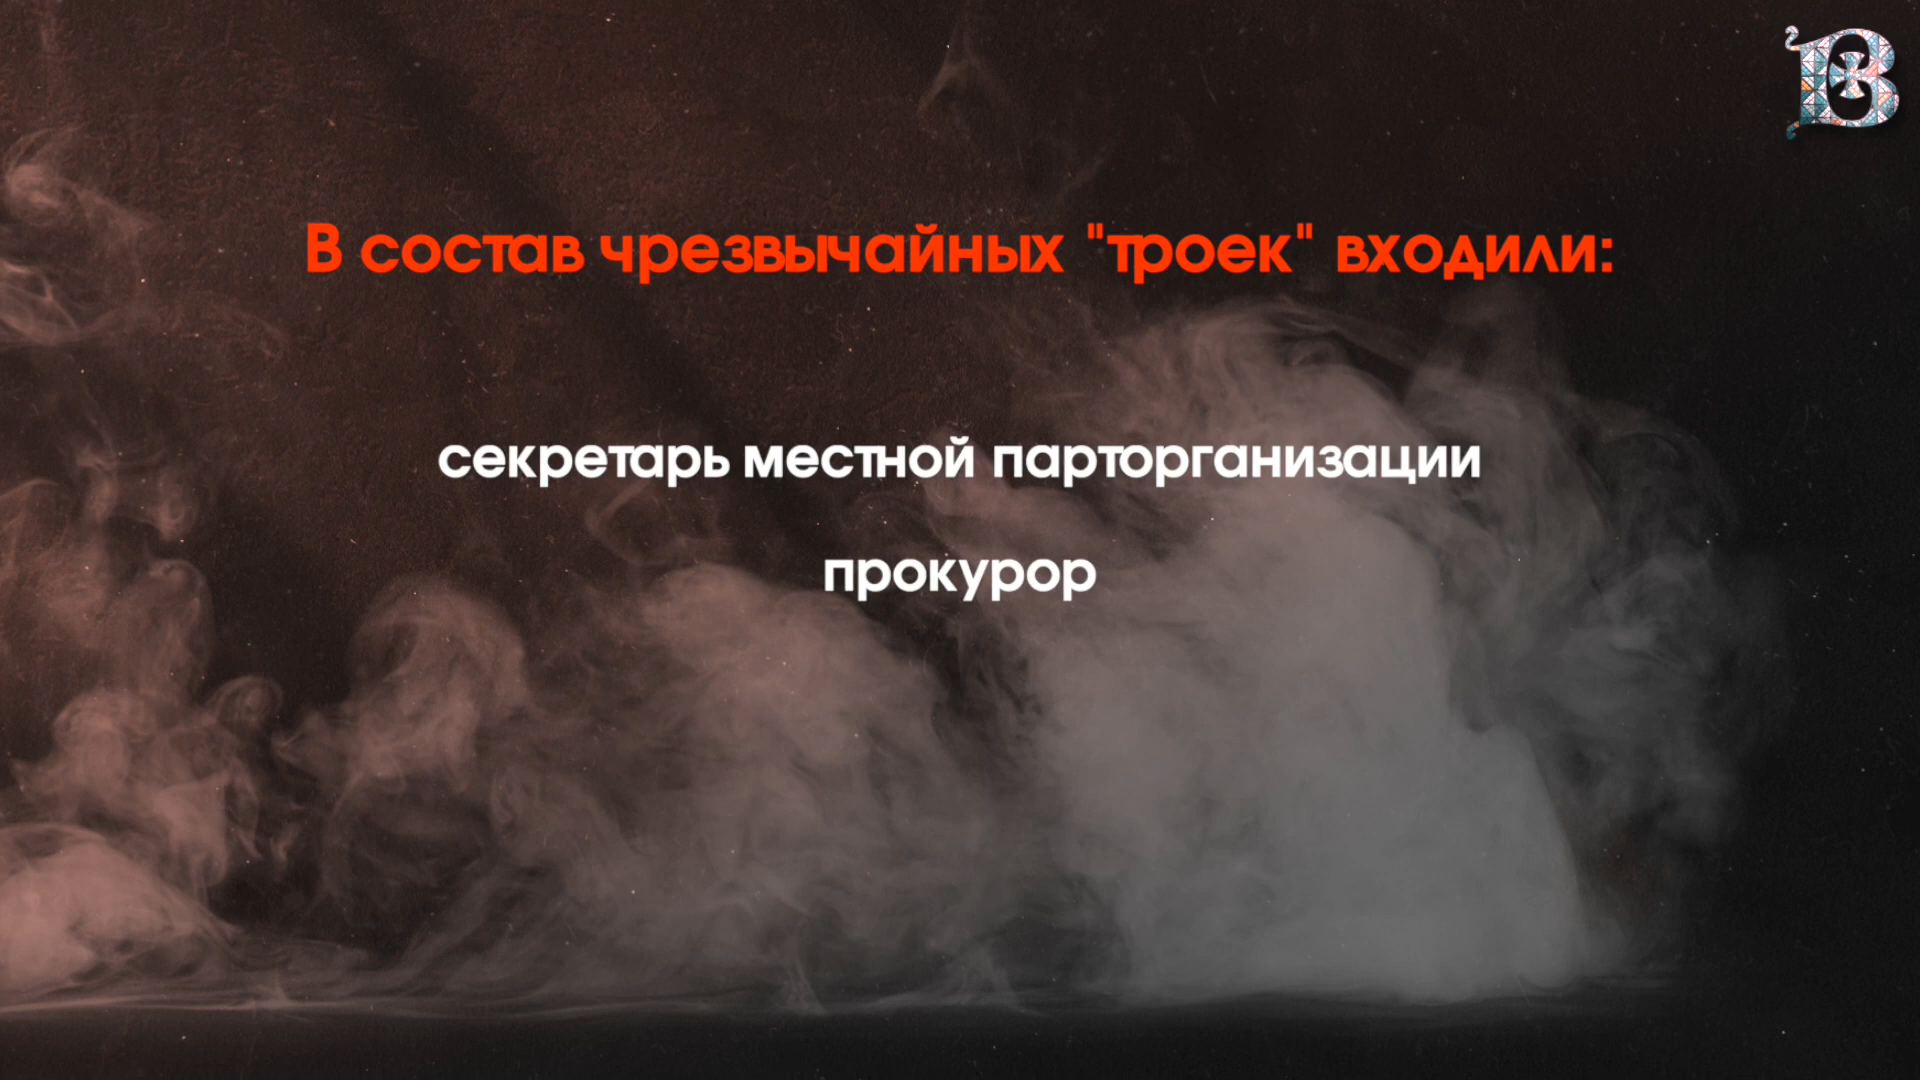 В состав чрезвычайных "троек" входили:
секретарь местной парторганизации
прокурор